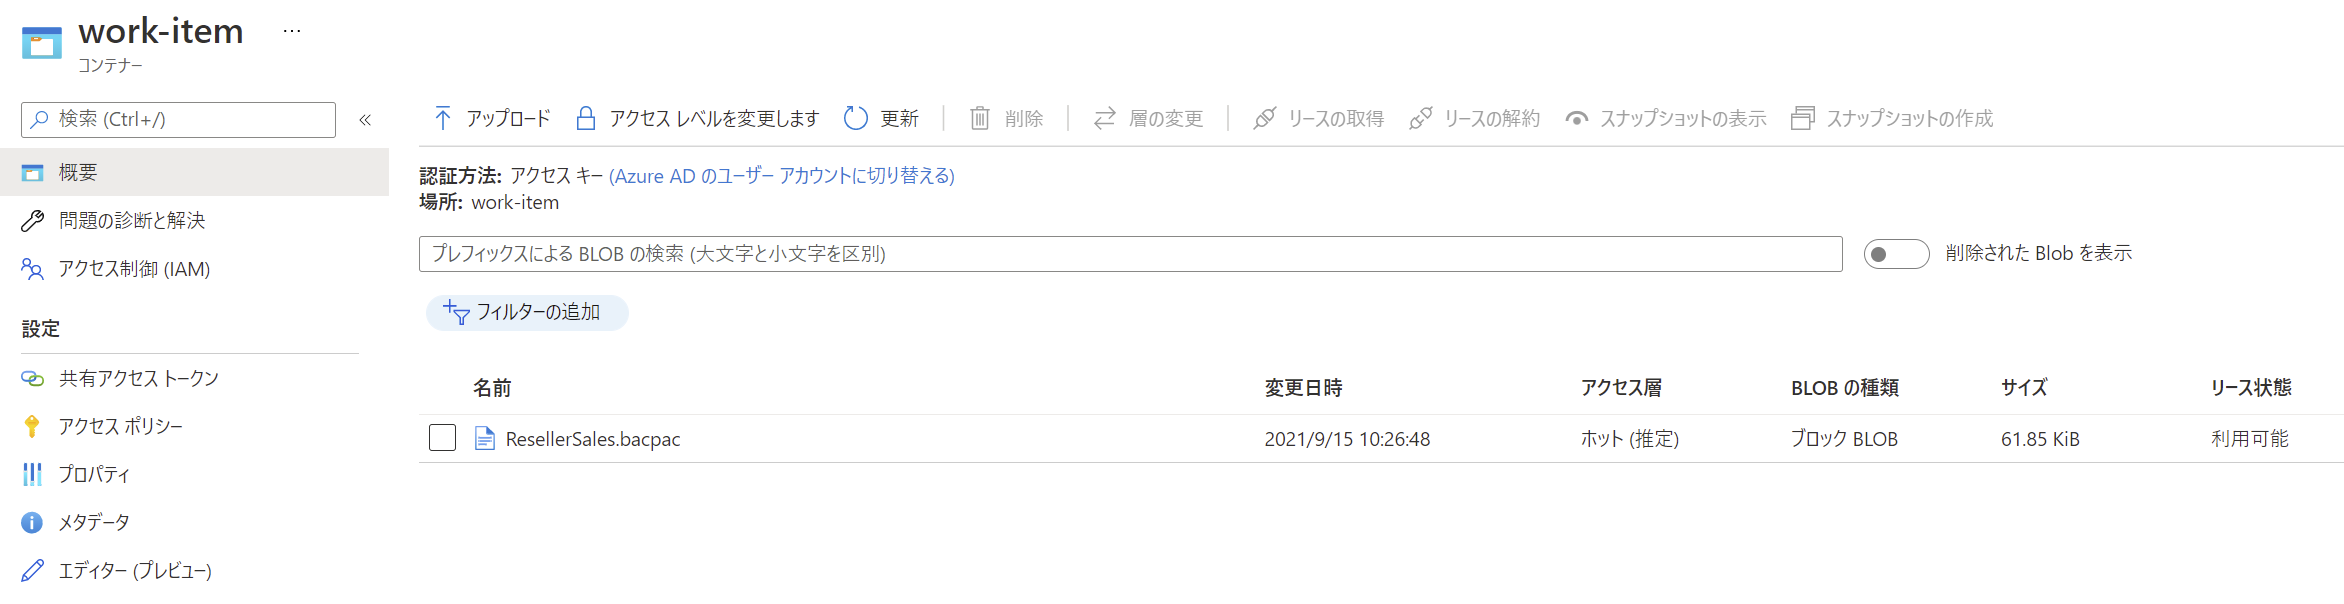 work-item
...
コンテナー
検索 (Ctrl+/)
«
概要
問題の診断と解決
アクセス制御 (IAM)
設定
共有アクセス トークン
アクセス ポリシー
プロパティ
メタデータ
エディター (プレビュー)
アップロード アクセス レベルを変更します 更新 削除 層の変更 リースの取得 リースの解約 スナップショットの表示 スナップショットの作成
認証方法: アクセス キー (Azure AD のユーザー アカウントに切り替える)
場所: work-item
プレフィックスによる BLOB の検索 (大文字と小文字を区別)
削除された Blob を表示
フィルターの追加
名前 変更日時 アクセス層 BLOB の種類 サイズ リース状態
ResellerSales.bacpac 2021/9/15 10:26:48 ホット (推定) ブロック BLOB 61.85 KiB 利用可能